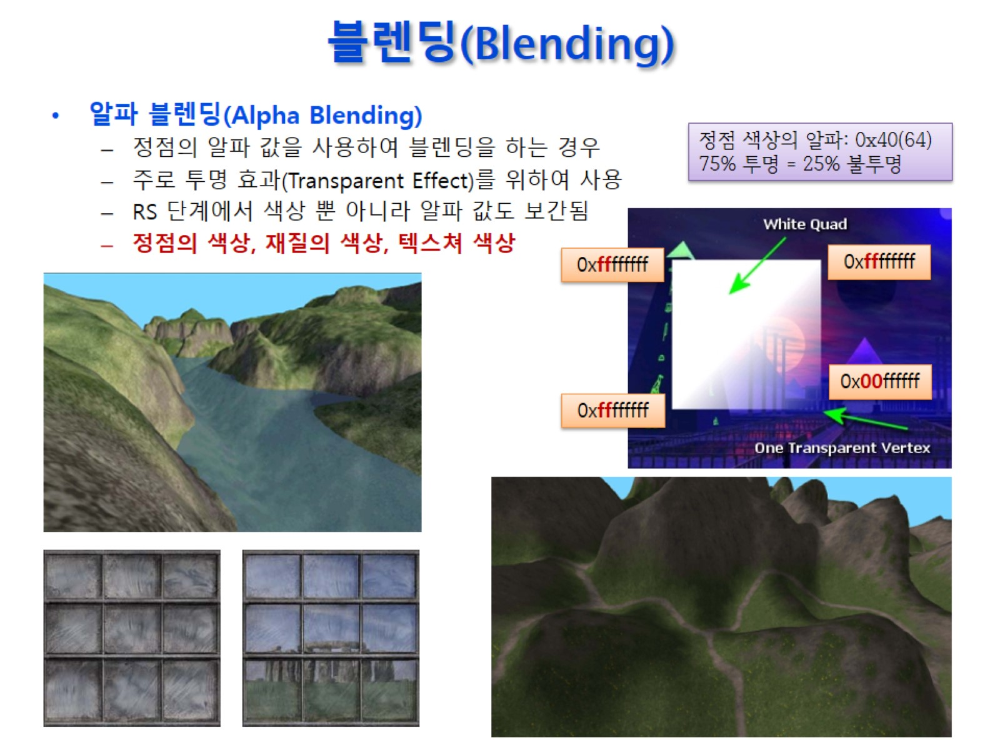 블렌딩(Blending)
• 알파 블렌딩(Alpha Blending)
– 정점의 알파 값을 사용하여 블렌딩을 하는 경우
– 주로 투명 효과(Transparent Effect)를 위하여 사용
– RS 단계에서 색상 뿐 아니라 알파 값도 보간됨
– 정점의 색상, 재질의 색상, 텍스쳐 색상
정점 색상의 알파: 0x40(64)
75% 투명 = 25% 불투명
White Quad
0xffffffff
0xffffffff
0x00ffffff
0xffffffff
One Transparent Vertex